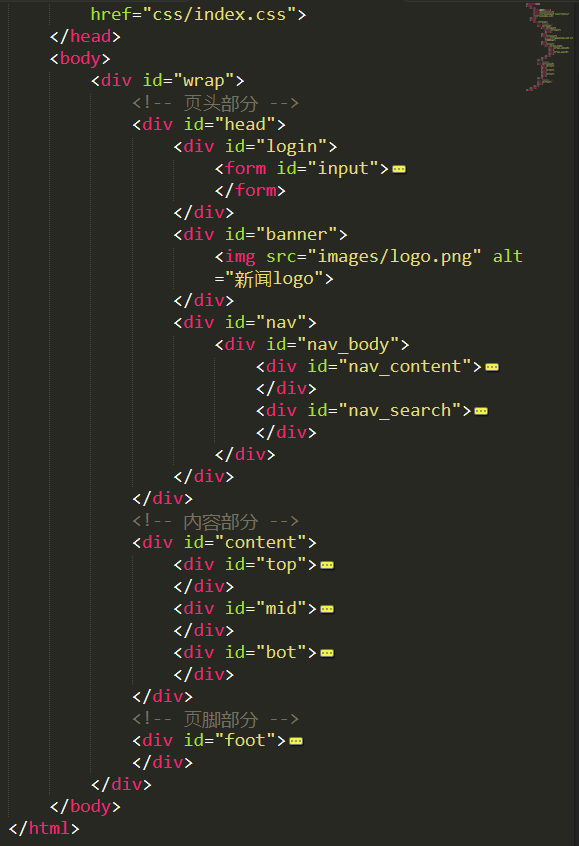 href="css/index.css">
</head>
<body>
<div id="wrap">
<!-- 页头部分 -->
<div id="head">
<div id="login">
<form id="input">
</form>
</div>
<div id="banner">
<img src="images/logo.png" alt
="新闻logo">
</div>
<div id="nav">
<div id="nav_body">
<div id="nav_content">
</div>
<div id="nav_search">
</div>
</div>
</div>
</div>
<!-- 内容部分 -->
<div id="content">
<div id="top">
</div>
<div id="mid">
</div>
<div id="bot">
</div>
</div>
<!-- 页脚部分 -->
<div id="foot">
</div>
</div>
</body>
</html>